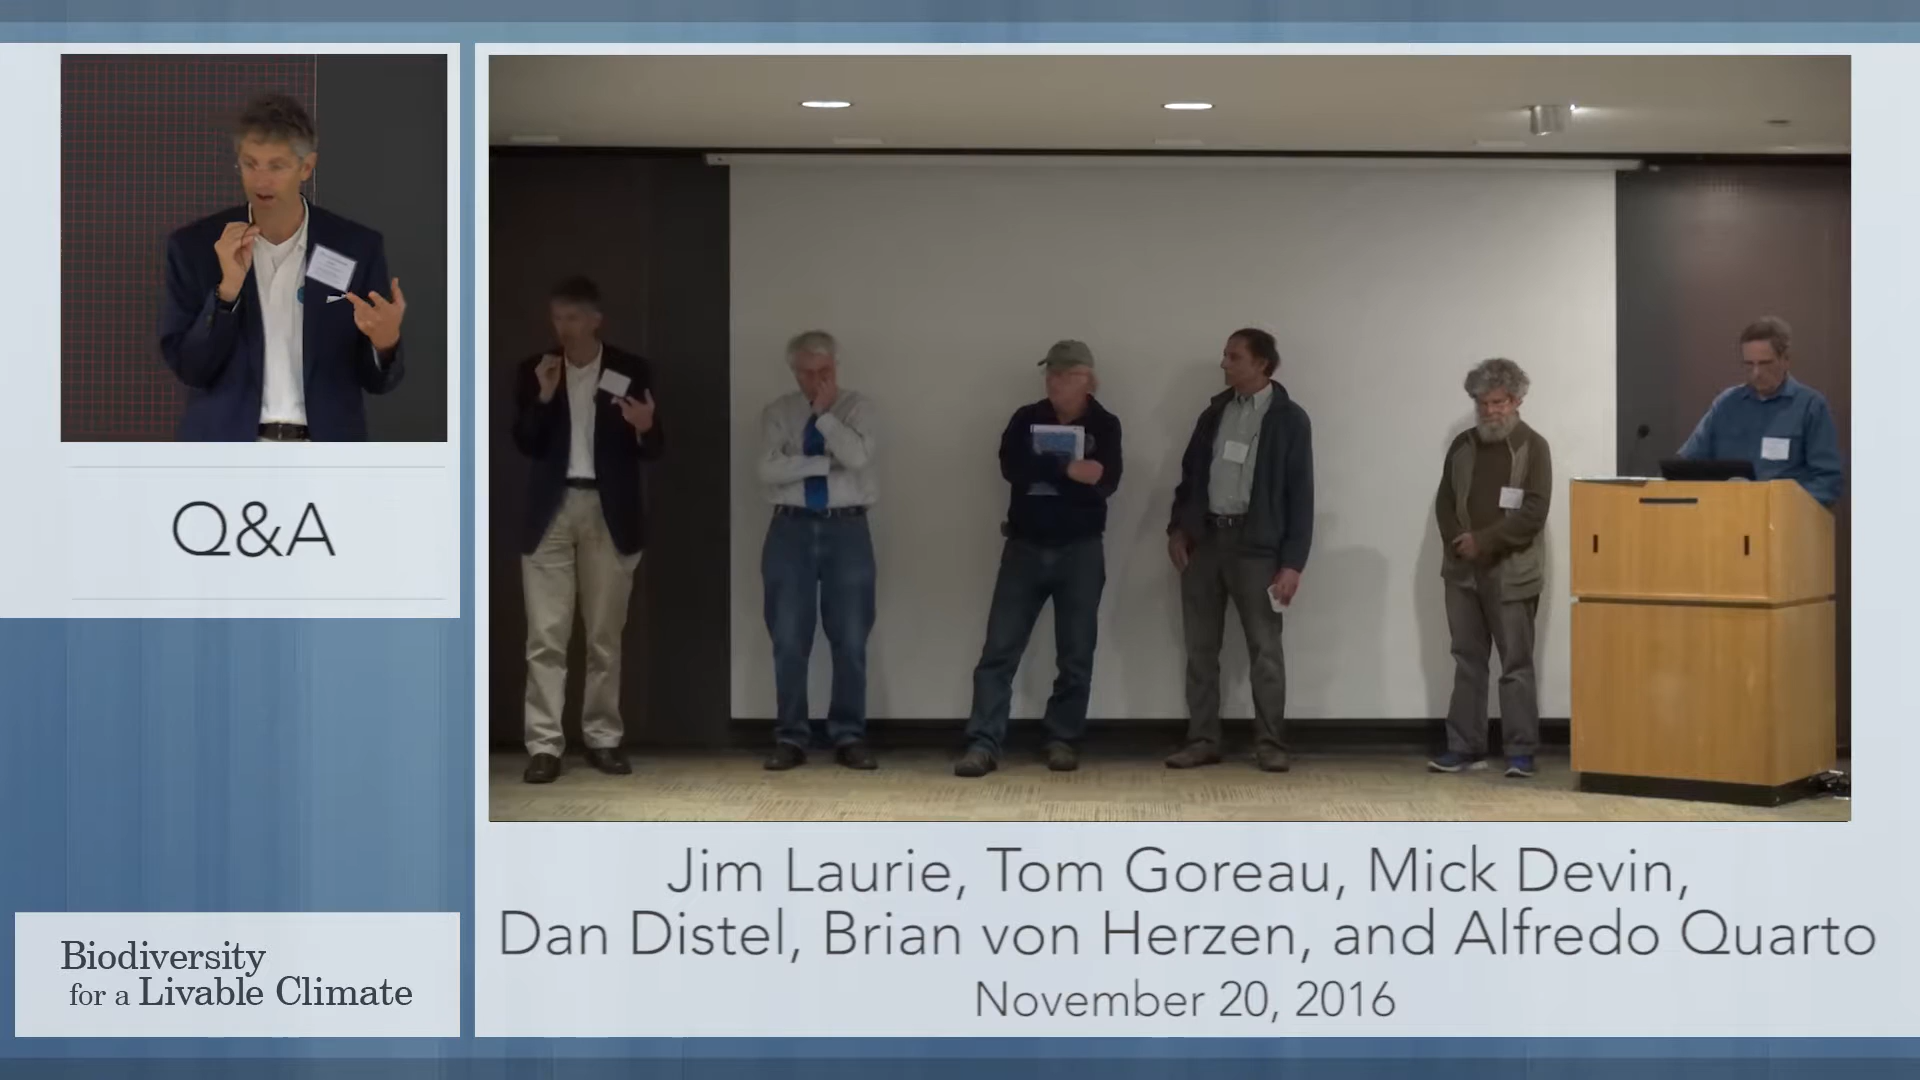 Q&A
Biodiversity
for a Livable Climate
Jim Laurie, Tom Goreau, Mick Devin,
Dan Distel, Brian von Herzen, and Alfredo Quarto
November 20, 2016